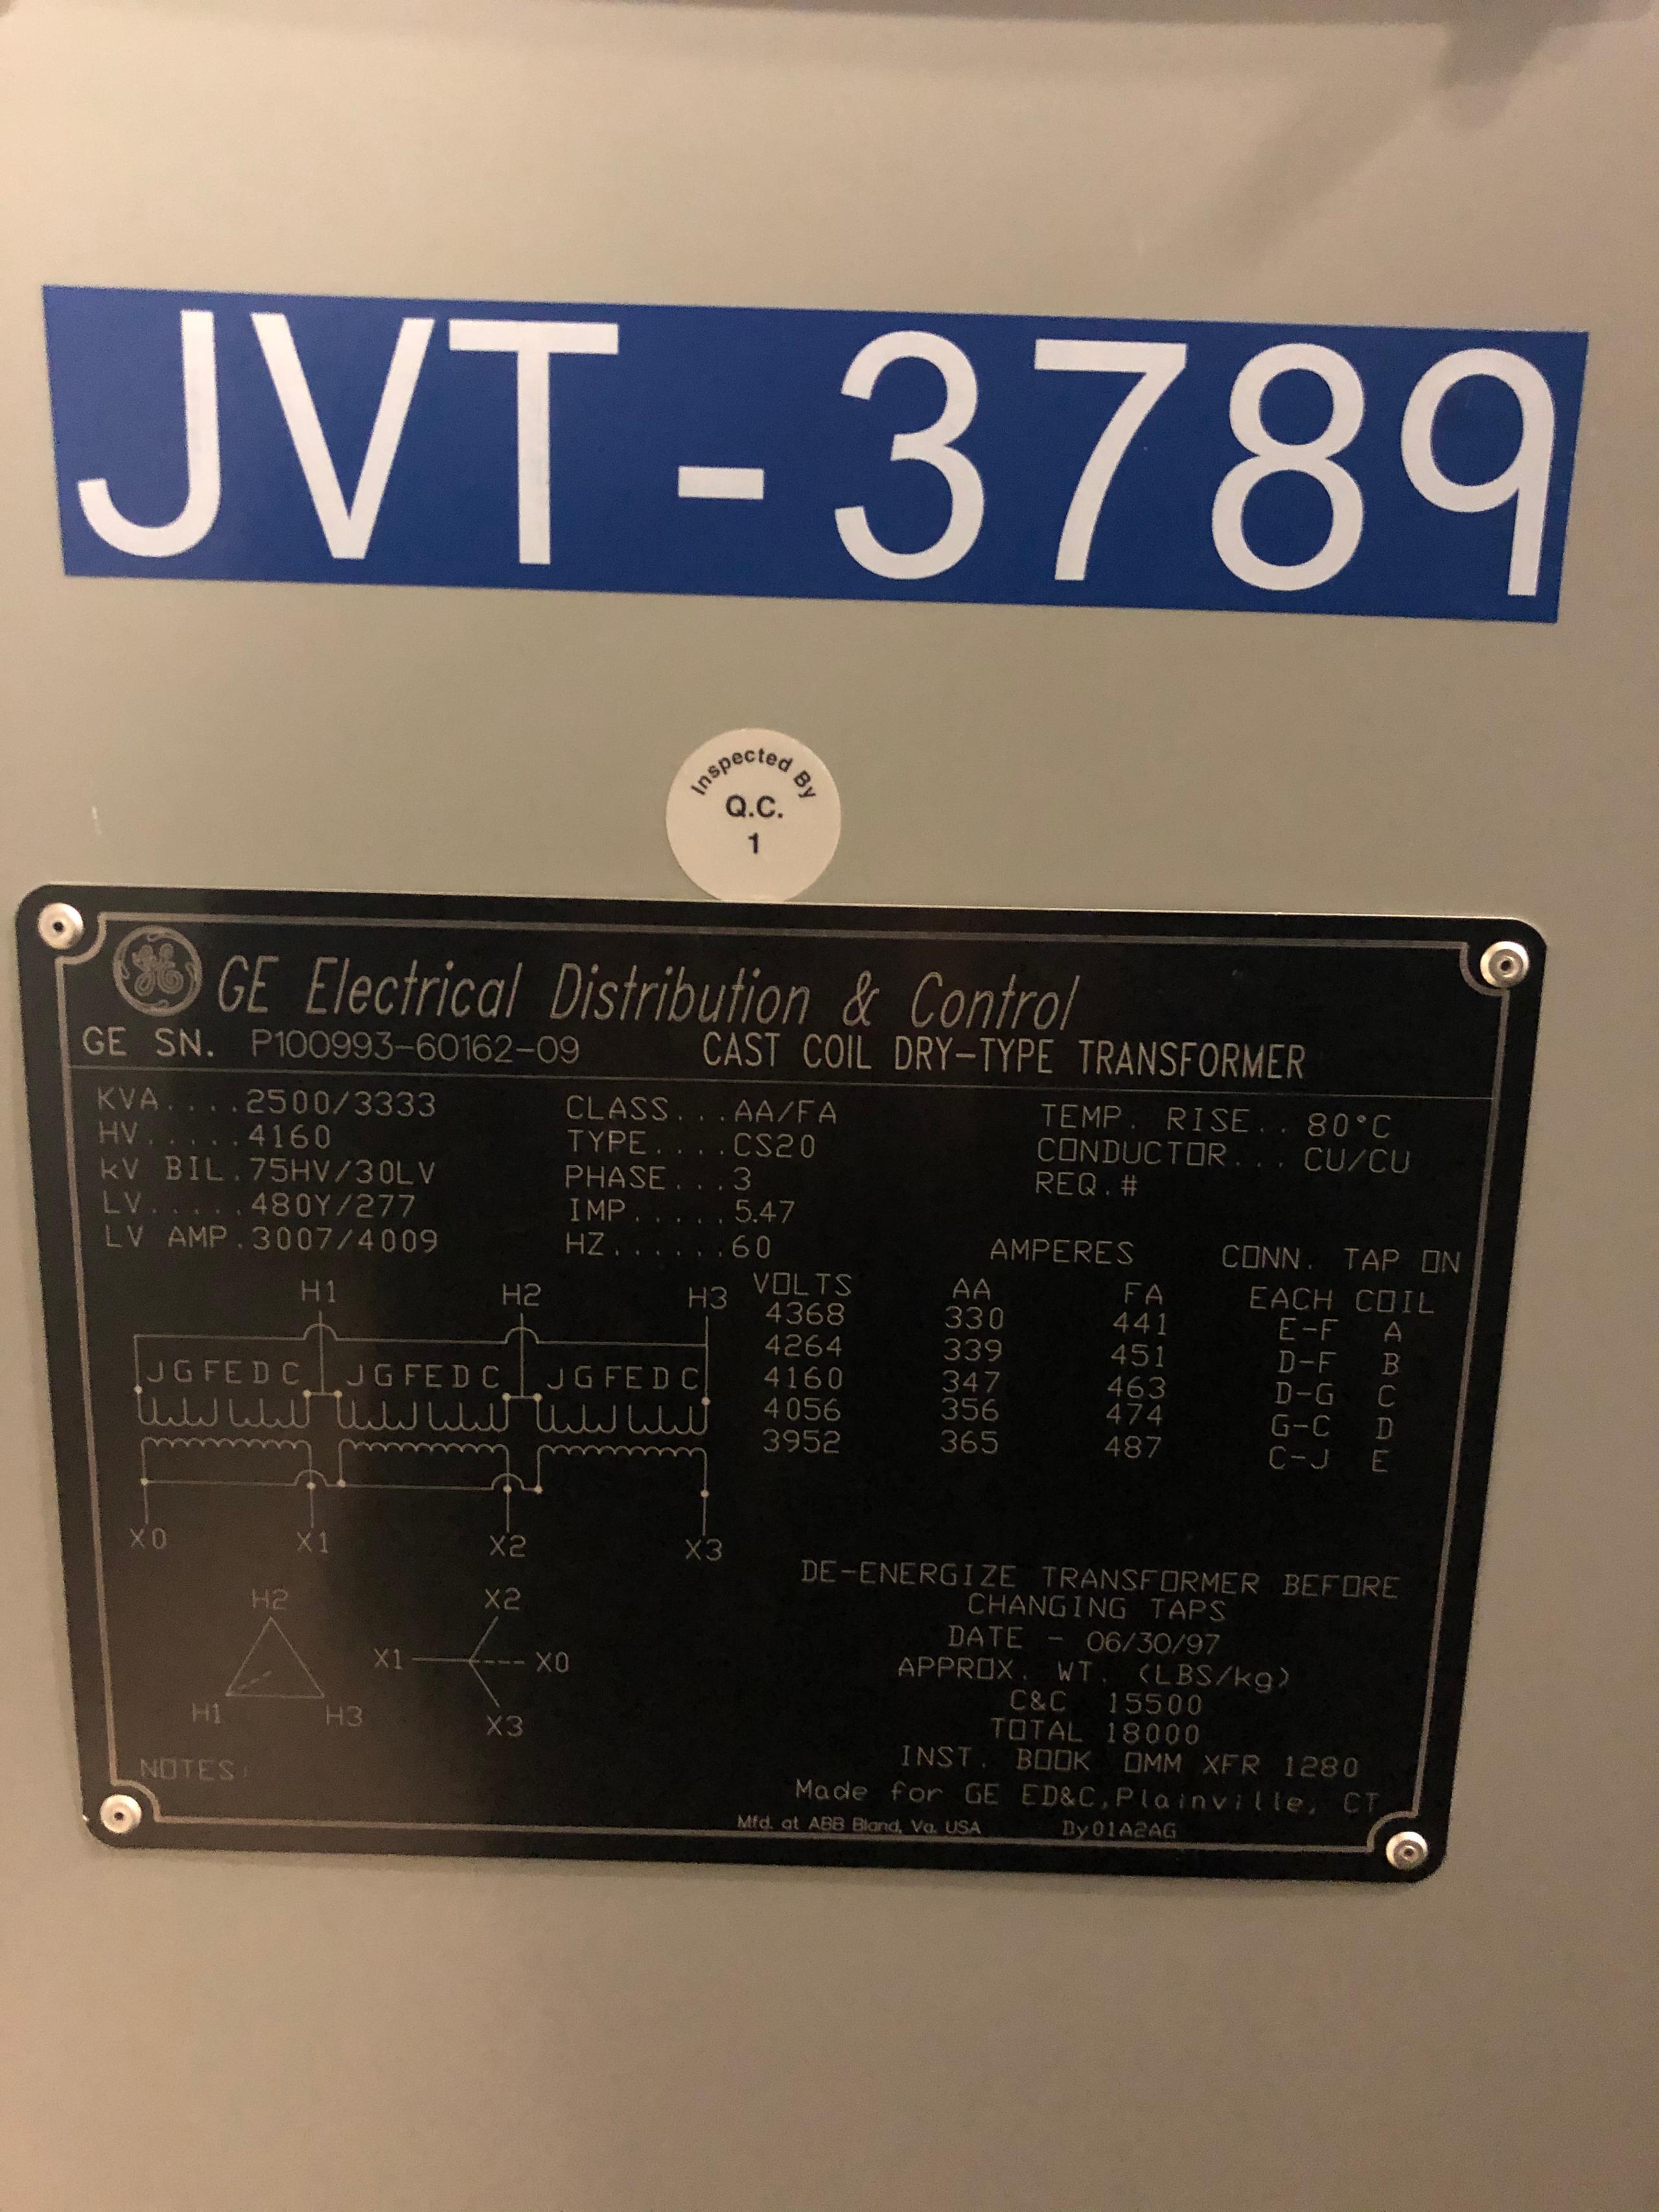 JVT-3789
Inspected By
Q.C.
1
GE Electrical Distribution & Control
GE SN. P100993-60162-09 CAST COIL DRY-TYPE TRANSFORMER
KVA....2500/3333 CLASS...AA/FA TEMP. RISE.. 80°C
HV.....4160 TYPE....CS20 CONDUCTOR... CU/CU
kV BIL.75HV/30LV PHASE...3 REQ.#
LV.....480Y/277 IMP.....5.47
LV AMP.3007/4009 HZ......60
AMPERES CONN. TAP ON
VOLTS AA FA EACH COIL
4368 330 441 E-F A
4264 339 451 D-F B
4160 347 463 D-G C
4056 356 474 G-C D
3952 365 487 C-J E
H1 H2 H3
JGFEDC JGFEDC JGFEDC
X0 X1 X2 X3
H2 X2
X1 X0
H1 H3 X3
NOTES:
DE-ENERGIZE TRANSFORMER BEFORE
CHANGING TAPS
DATE - 06/30/97
APPROX. WT. (LBS/kg)
C&C 15500
TOTAL 18000
INST. BOOK OMM XFR 1280
Made for GE ED&C,Plainville, CT
Mfd. at ABB Bland, Va. USA By01A2AG